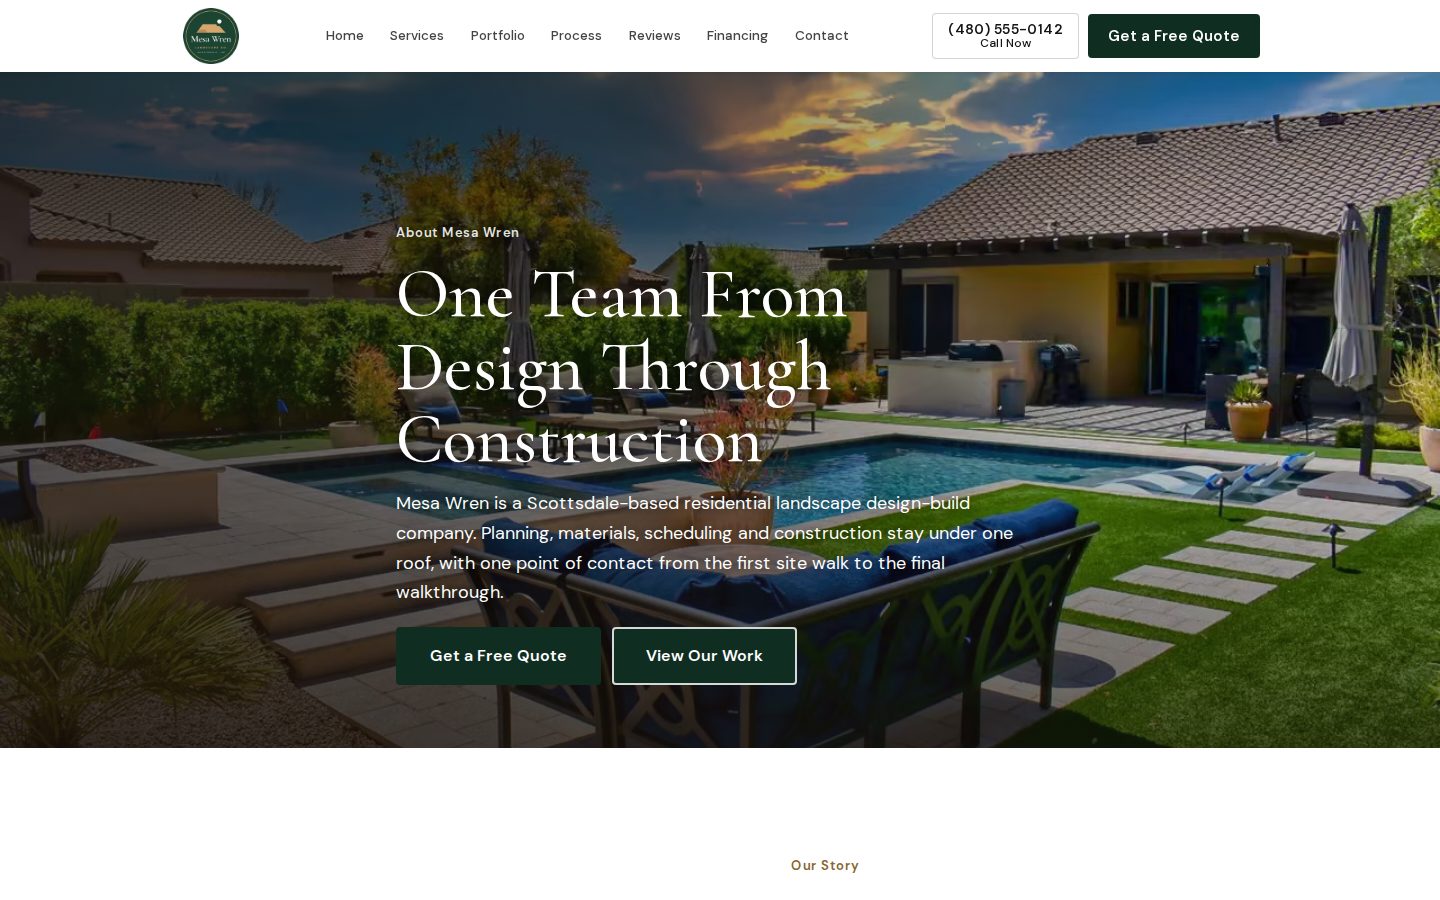 Mesa Wren
Home
Services
Portfolio
Process
Reviews
Financing
Contact
(480) 555-0142
Call Now
Get a Free Quote
About Mesa Wren
One Team From
Design Through
Construction
Mesa Wren is a Scottsdale-based residential landscape design-build
company. Planning, materials, scheduling and construction stay under one
roof, with one point of contact from the first site walk to the final
walkthrough.
Get a Free Quote
View Our Work
Our Story